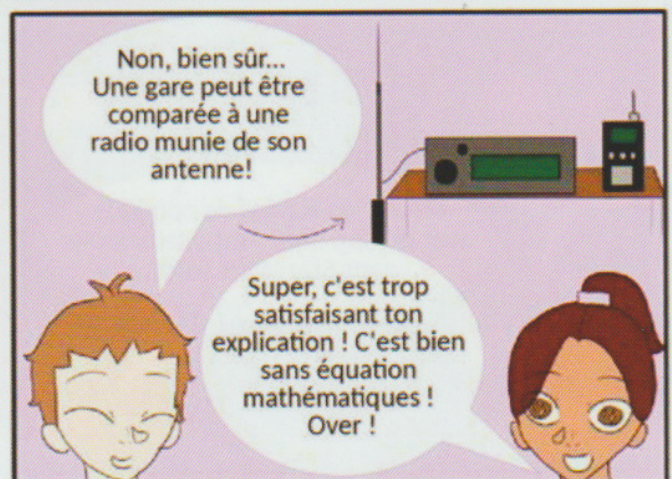 Non, bien sûr...
Une gare peut être
comparée à une
radio munie de son
antenne!
Super, c'est trop
satisfaisant ton
explication ! C'est bien
sans équation
mathématiques !
Over !